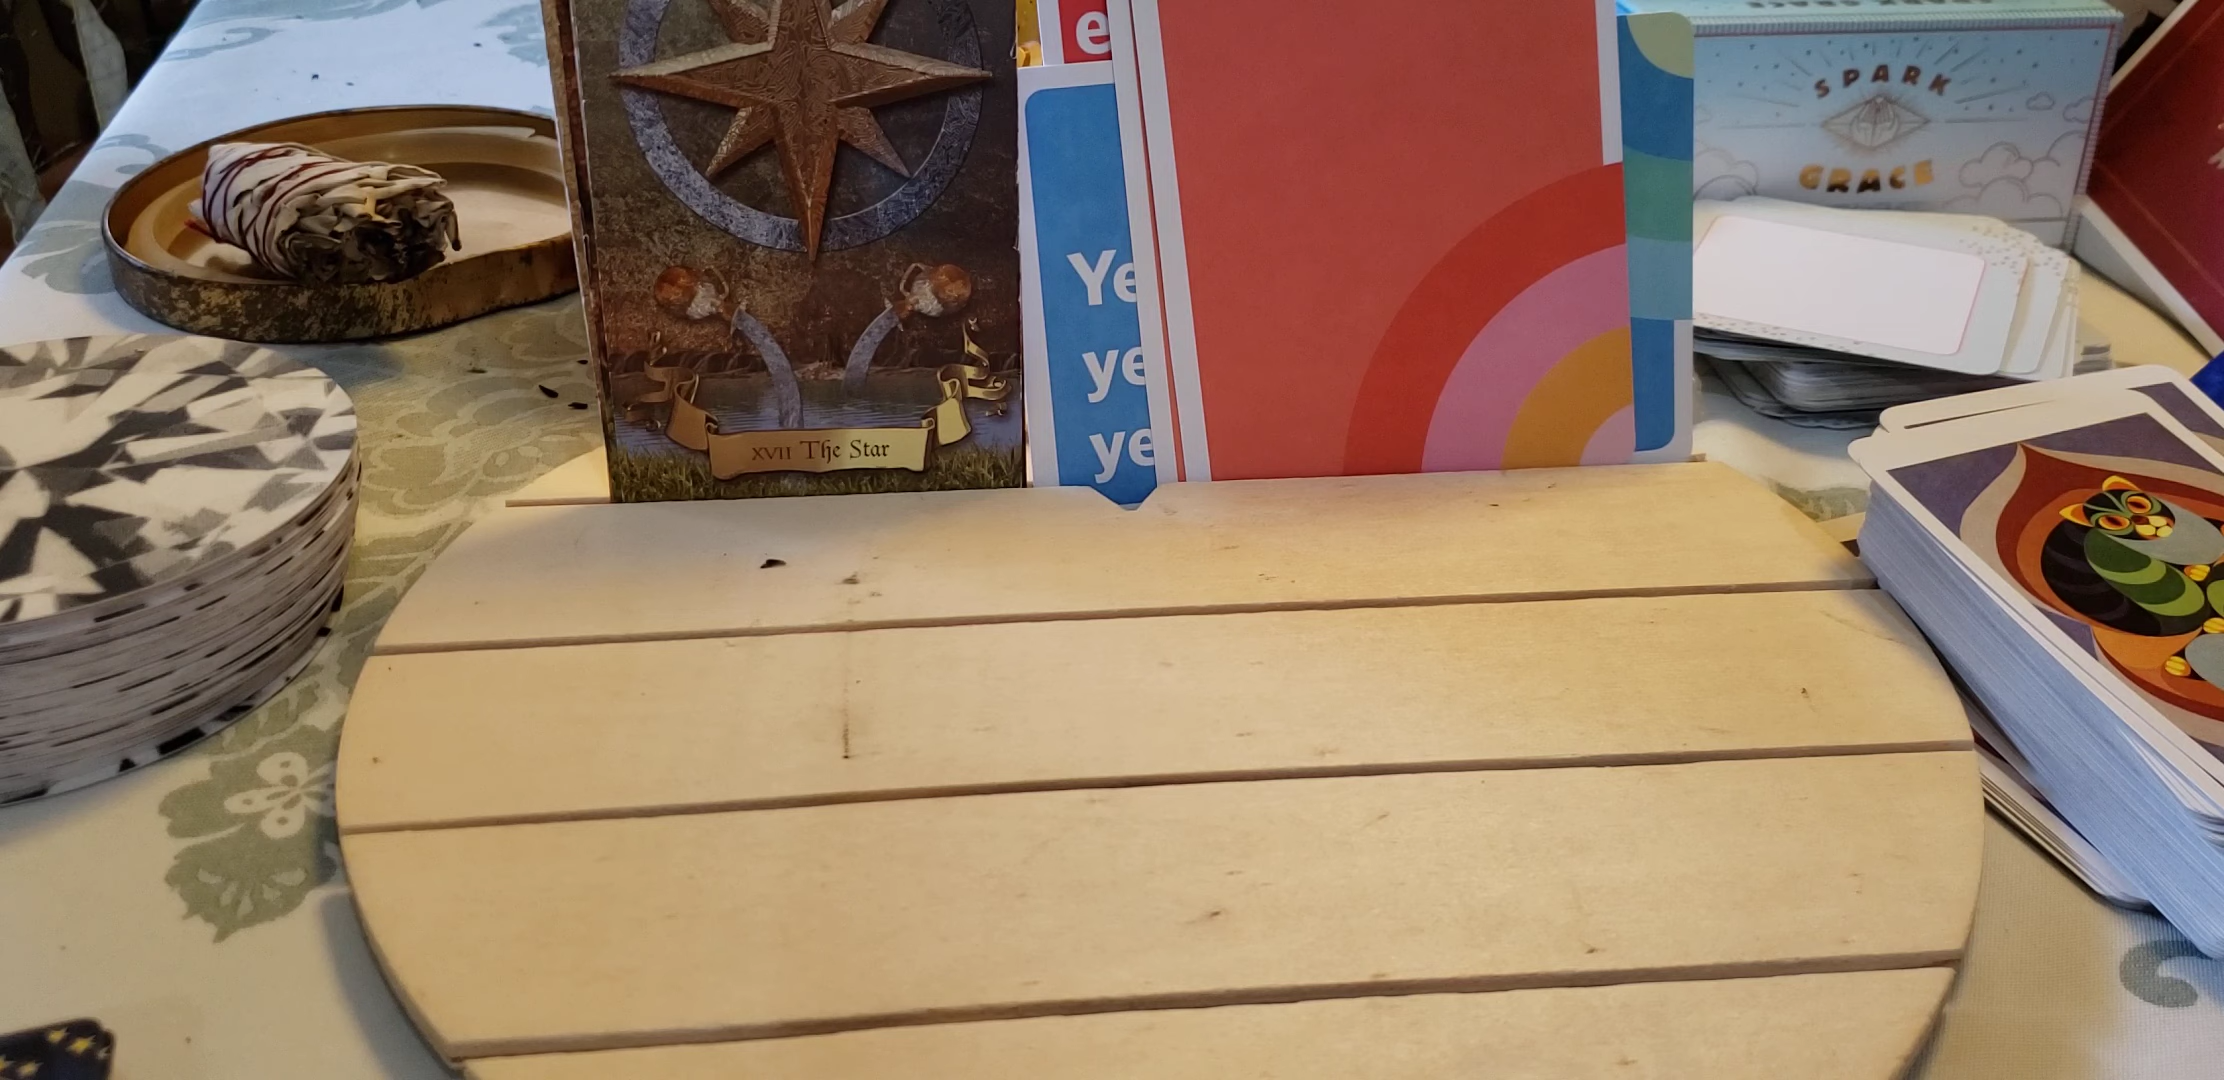 e
SPARK
GRACE
Ye
ye
ye
XVII The Star